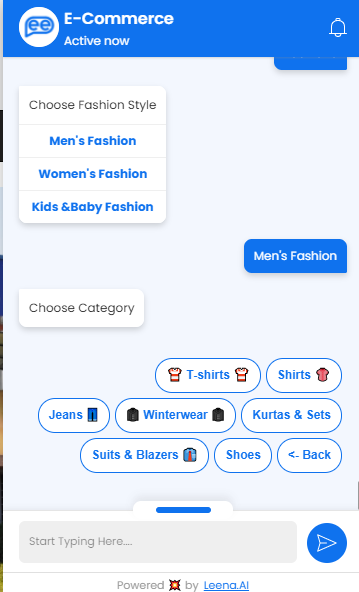 E-Commerce
Active now
Choose Fashion Style
Men's Fashion
Women's Fashion
Kids &Baby Fashion
Men's Fashion
Choose Category
T-shirts
Shirts
Jeans
Winterwear
Kurtas & Sets
Suits & Blazers
Shoes
<- Back
Start Typing Here....
Powered 💥 by Leena.AI